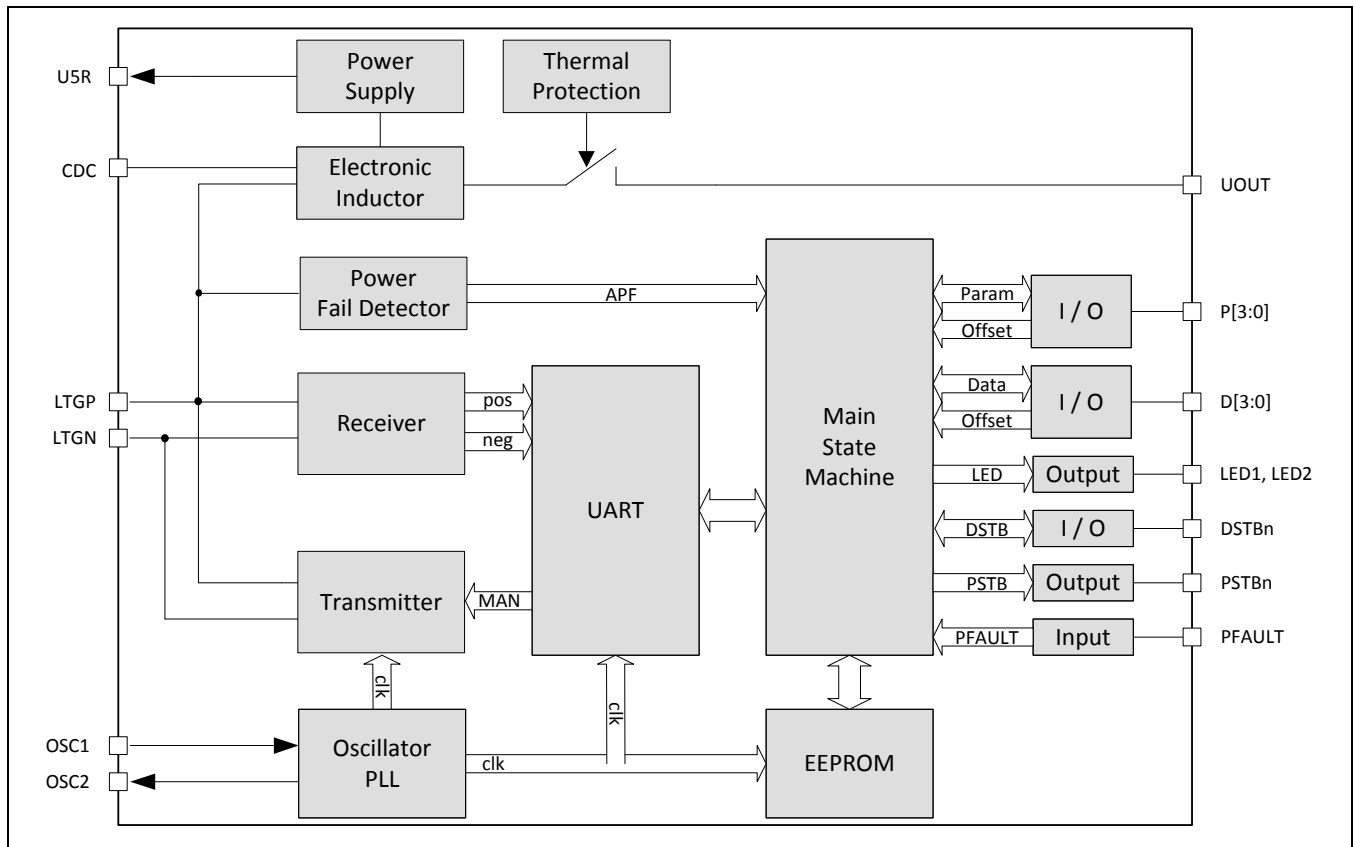 U5R
Power
Supply
Thermal
Protection
CDC
Electronic
Inductor
UOUT
Power
Fail Detector
APF
Param
Offset
I / O
P[3:0]
LTGP
LTGN
Receiver
pos
neg
UART
Main
State
Machine
Data
Offset
I / O
D[3:0]
LED
Output
LED1, LED2
DSTB
I / O
DSTBn
Transmitter
MAN
PSTB
Output
PSTBn
PFAULT
Input
PFAULT
clk
clk
OSC1
OSC2
Oscillator
PLL
clk
EEPROM